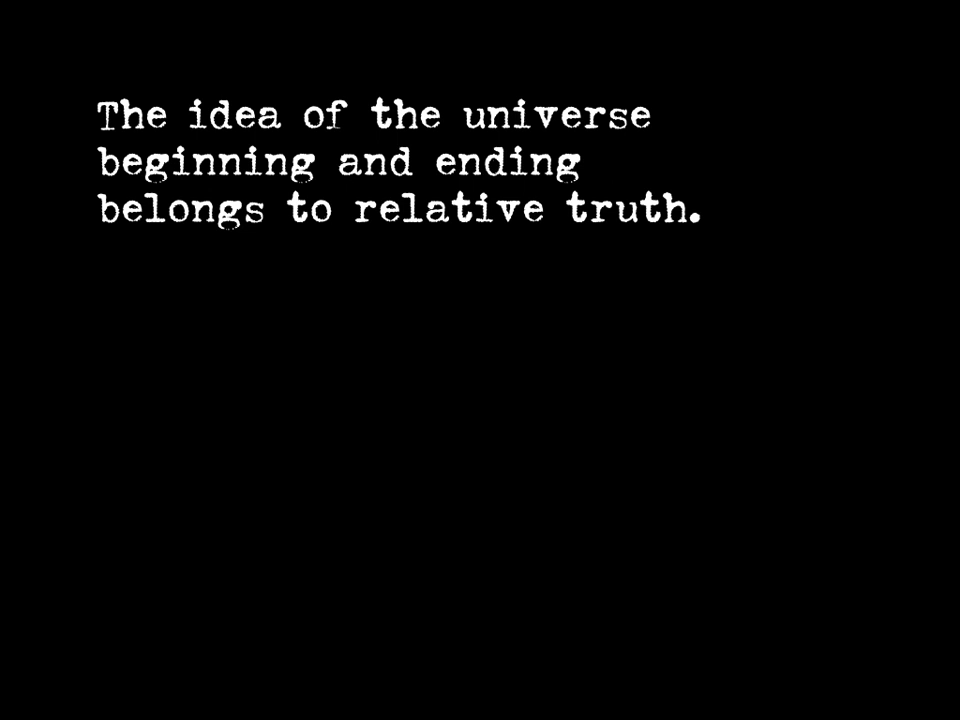 The idea of the universe
beginning and ending
belongs to relative truth.